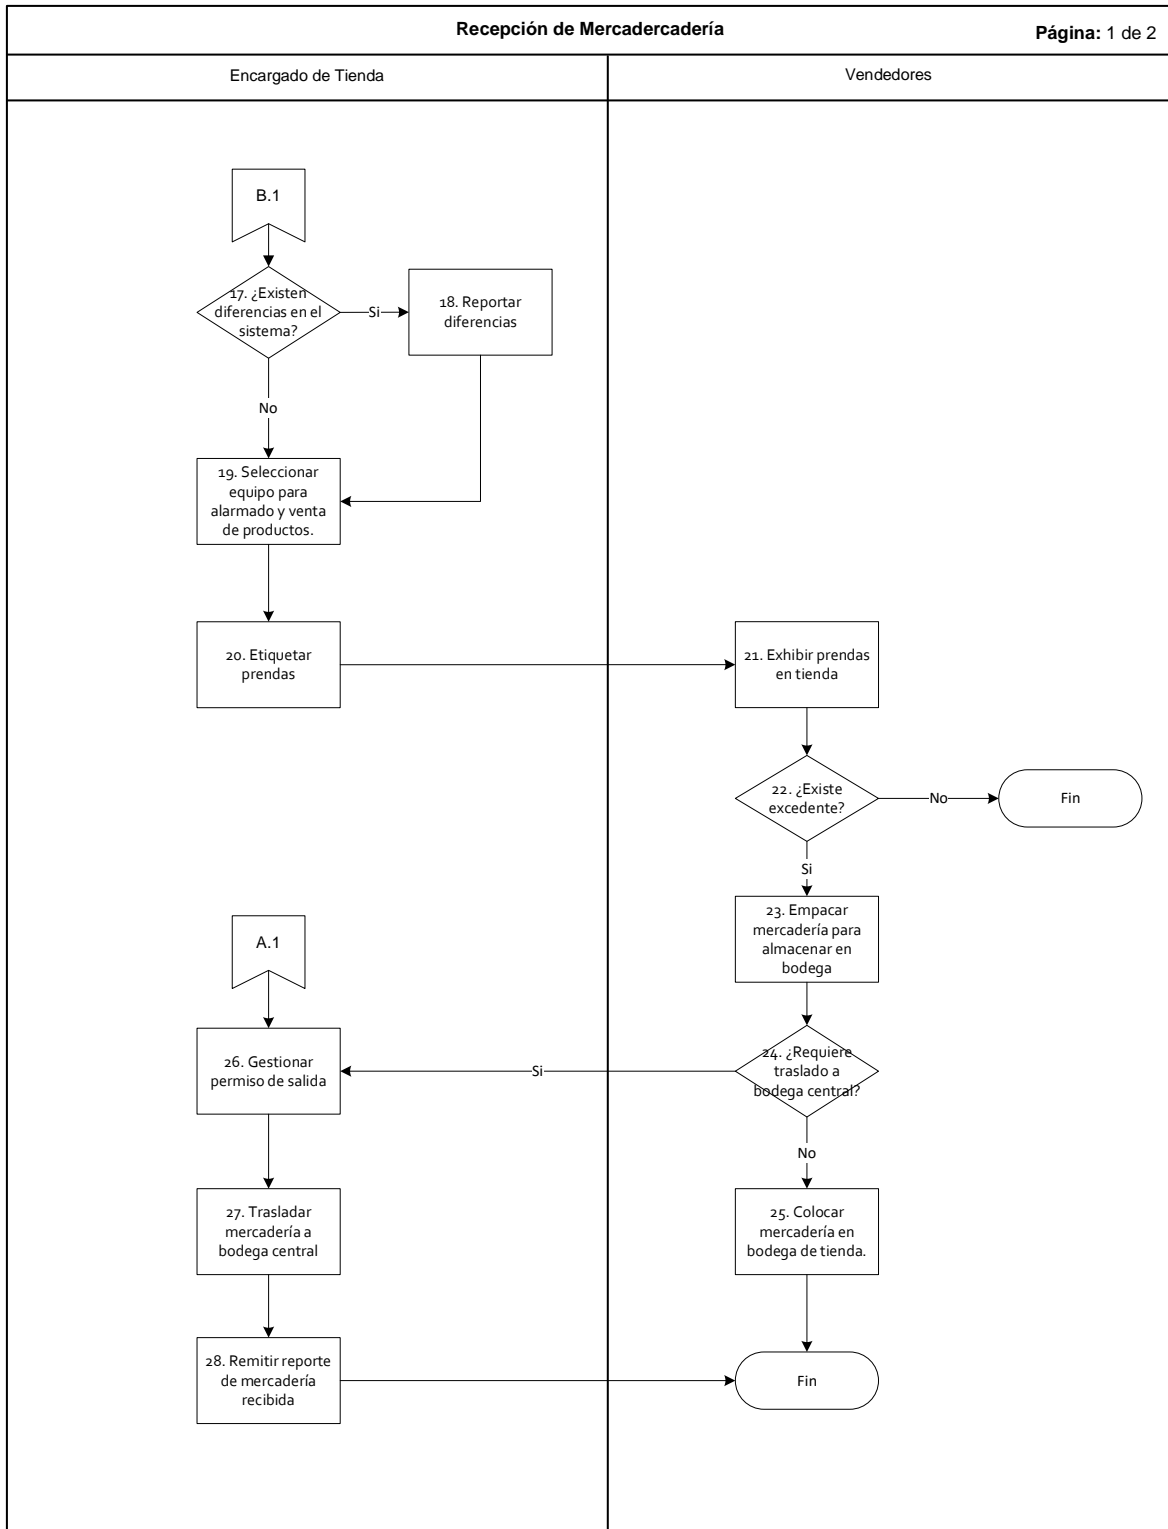 Recepción de Mercadercadería
Página: 1 de 2
Encargado de Tienda
Vendedores
B.1
17. ¿Existen
diferencias en el
sistema?
Si
18. Reportar
diferencias
No
19. Seleccionar
equipo para
alarmado y venta
de productos.
20. Etiquetar
prendas
21. Exhibir prendas
en tienda
22. ¿Existe
excedente?
No
Fin
Si
23. Empacar
mercadería para
almacenar en
bodega
A.1
24. ¿Requiere
traslado a
bodega central?
Si
26. Gestionar
permiso de salida
No
27. Trasladar
mercadería a
bodega central
25. Colocar
mercadería en
bodega de tienda.
28. Remitir reporte
de mercadería
recibida
Fin